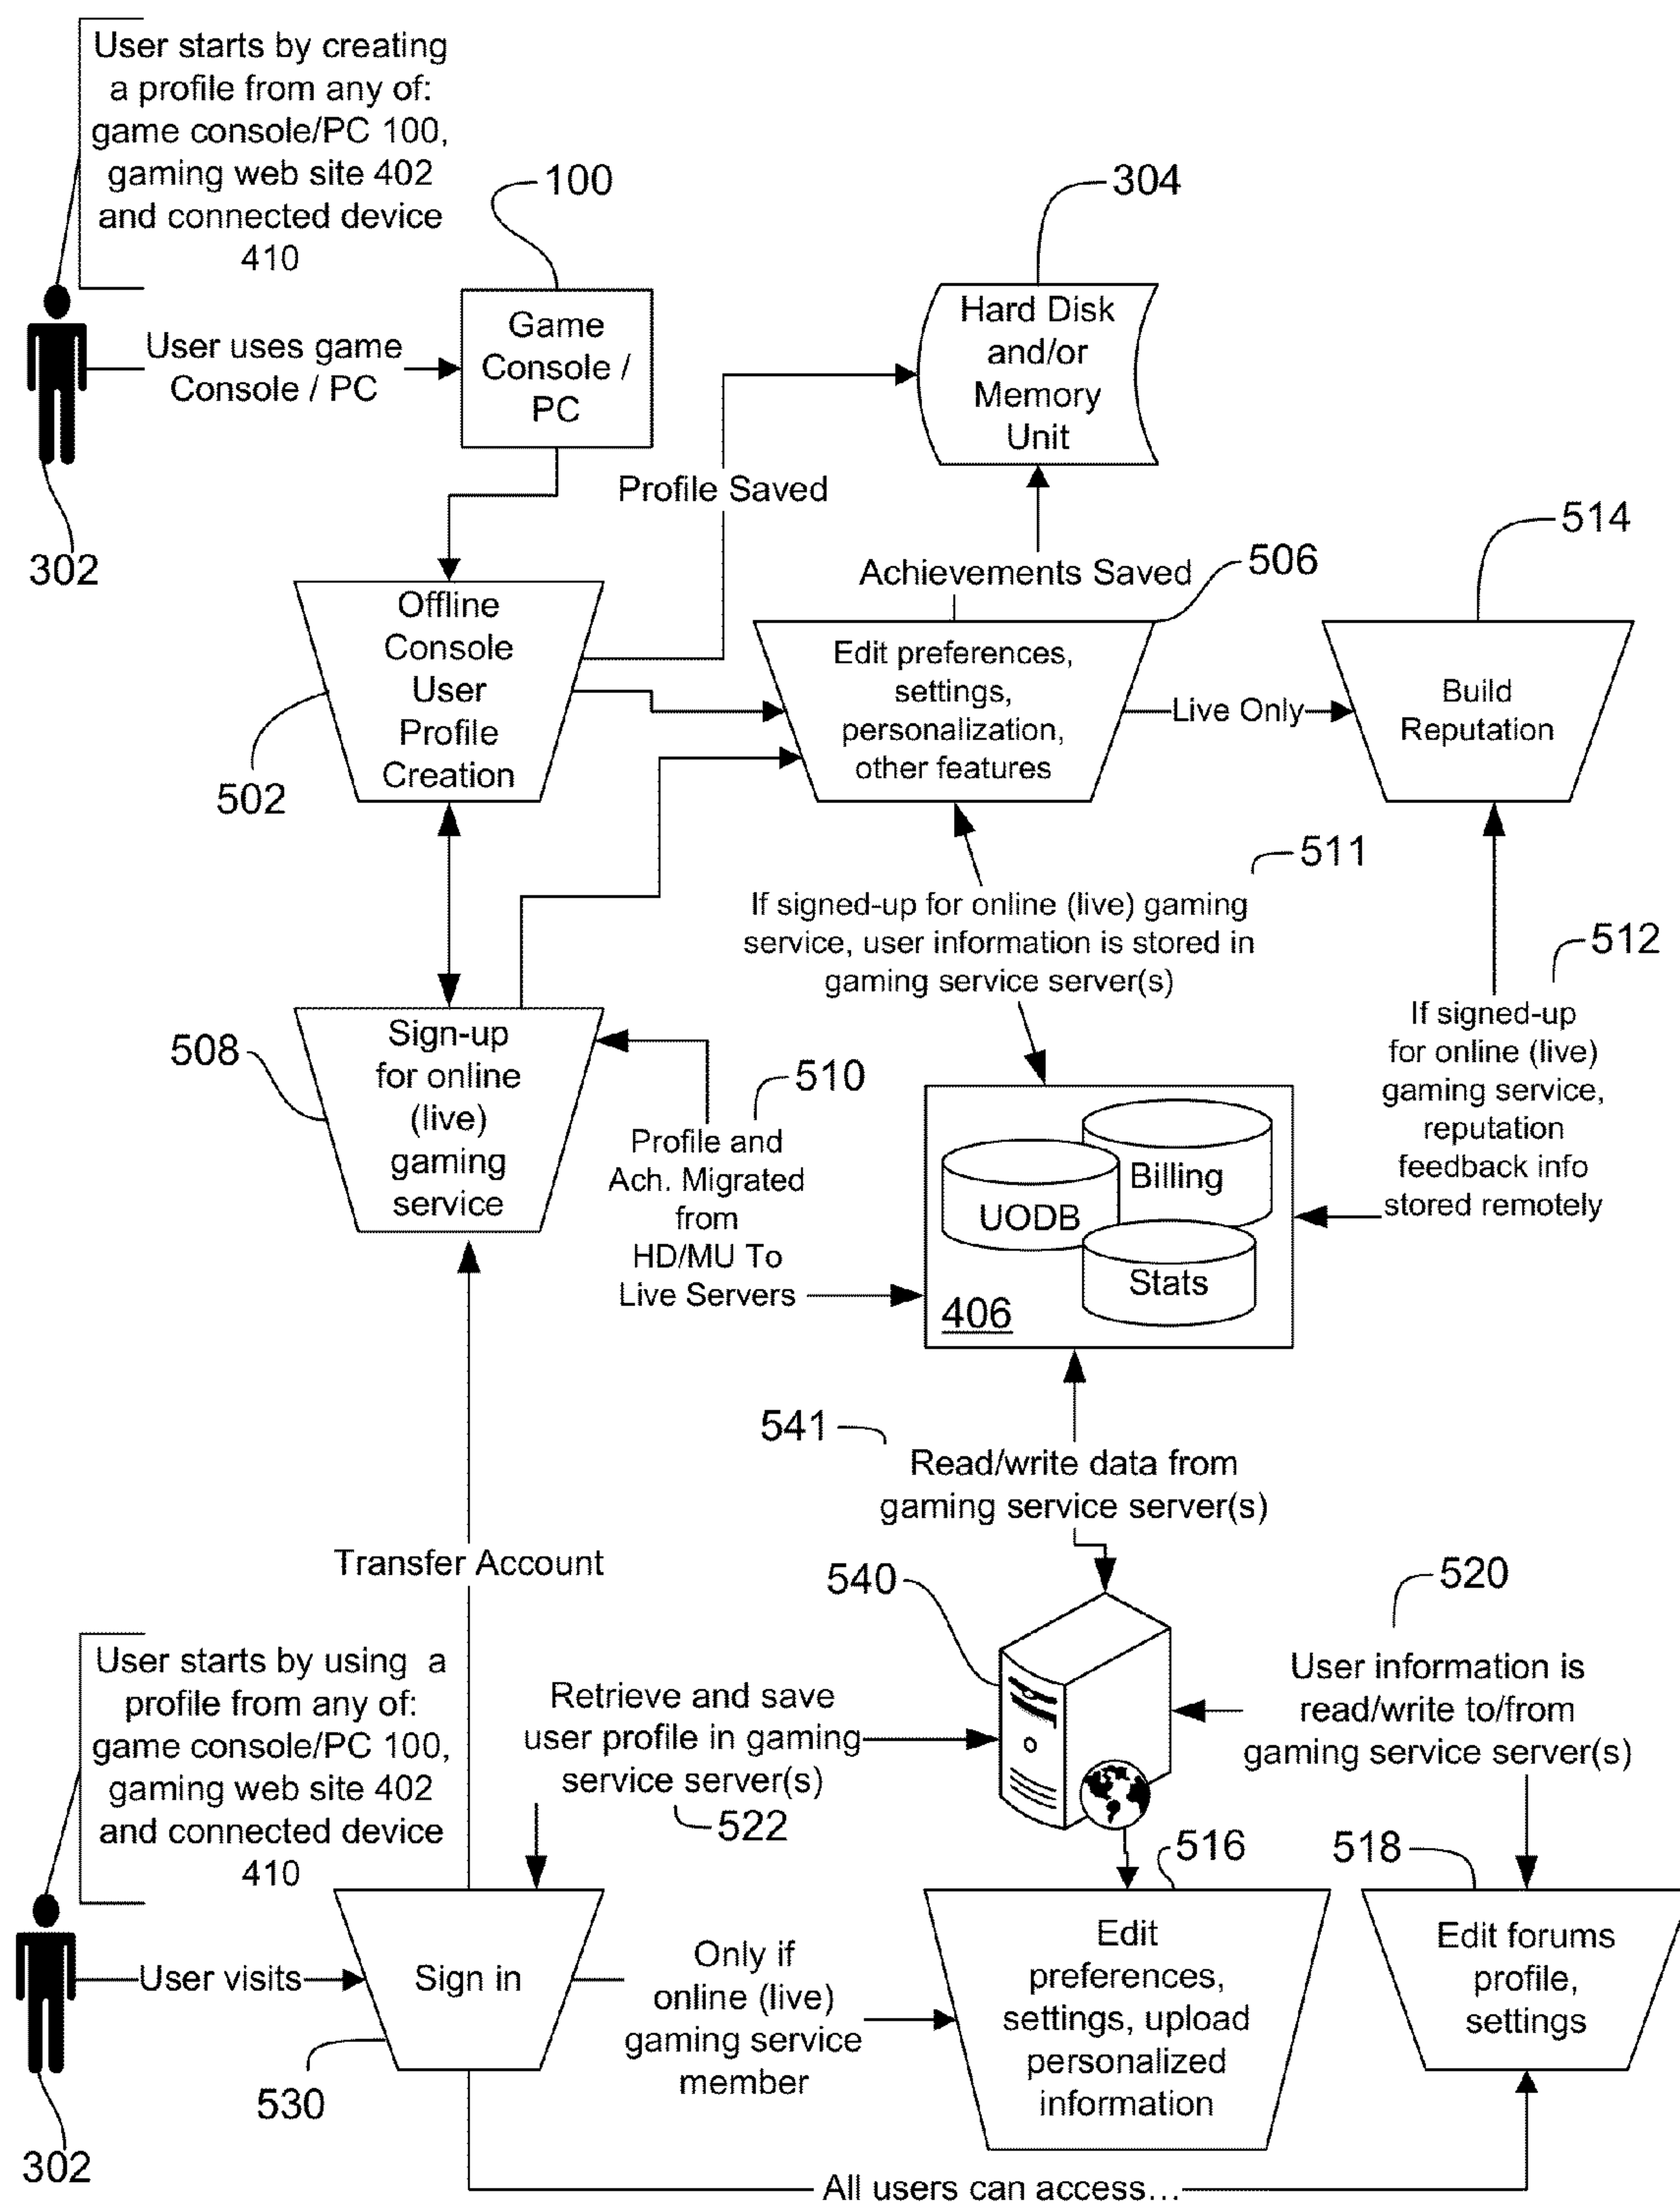 User starts by creating
a profile from any of:
game console/PC 100,
gaming web site 402
and connected device
410
100
304
Game
Console /
PC
Hard Disk
and/or
Memory
Unit
User uses game
Console / PC
302
Profile Saved
514
Achievements Saved
506
Offline
Console
User
Profile
Creation
502
Edit preferences,
settings,
personalization,
other features
Live Only
Build
Reputation
511
If signed-up for online (live) gaming
service, user information is stored in
gaming service server(s)
512
If signed-up
for online (live)
gaming service,
reputation
feedback info
stored remotely
508
Sign-up
for online
(live)
gaming
service
510
Profile and
Ach. Migrated
from
HD/MU To
Live Servers
Billing
UODB
Stats
406
541
Read/write data from
gaming service server(s)
Transfer Account
540
520
User starts by using a
profile from any of:
game console/PC 100,
gaming web site 402
and connected device
410
Retrieve and save
user profile in gaming
service server(s)
522
User information is
read/write to/from
gaming service server(s)
516
518
User visits
Sign in
530
302
Only if
online (live)
gaming service
member
Edit
preferences,
settings, upload
personalized
information
Edit forums
profile,
settings
All users can access...